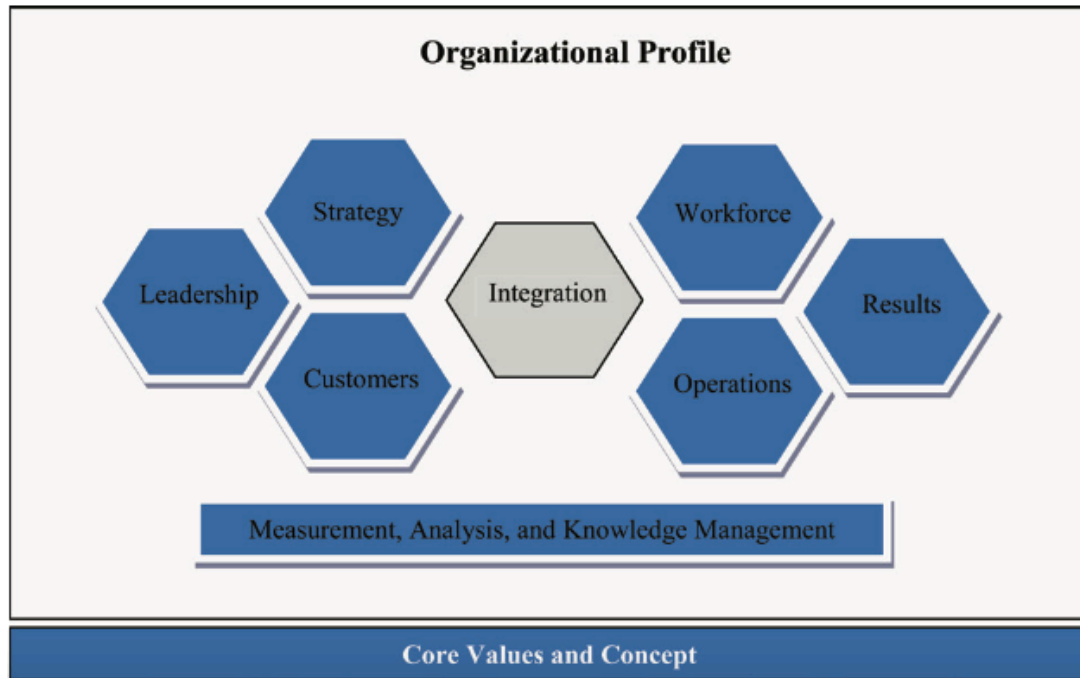 Organizational Profile
Strategy
Workforce
Leadership
Integration
Results
Customers
Operations
Measurement, Analysis, and Knowledge Management
Core Values and Concept